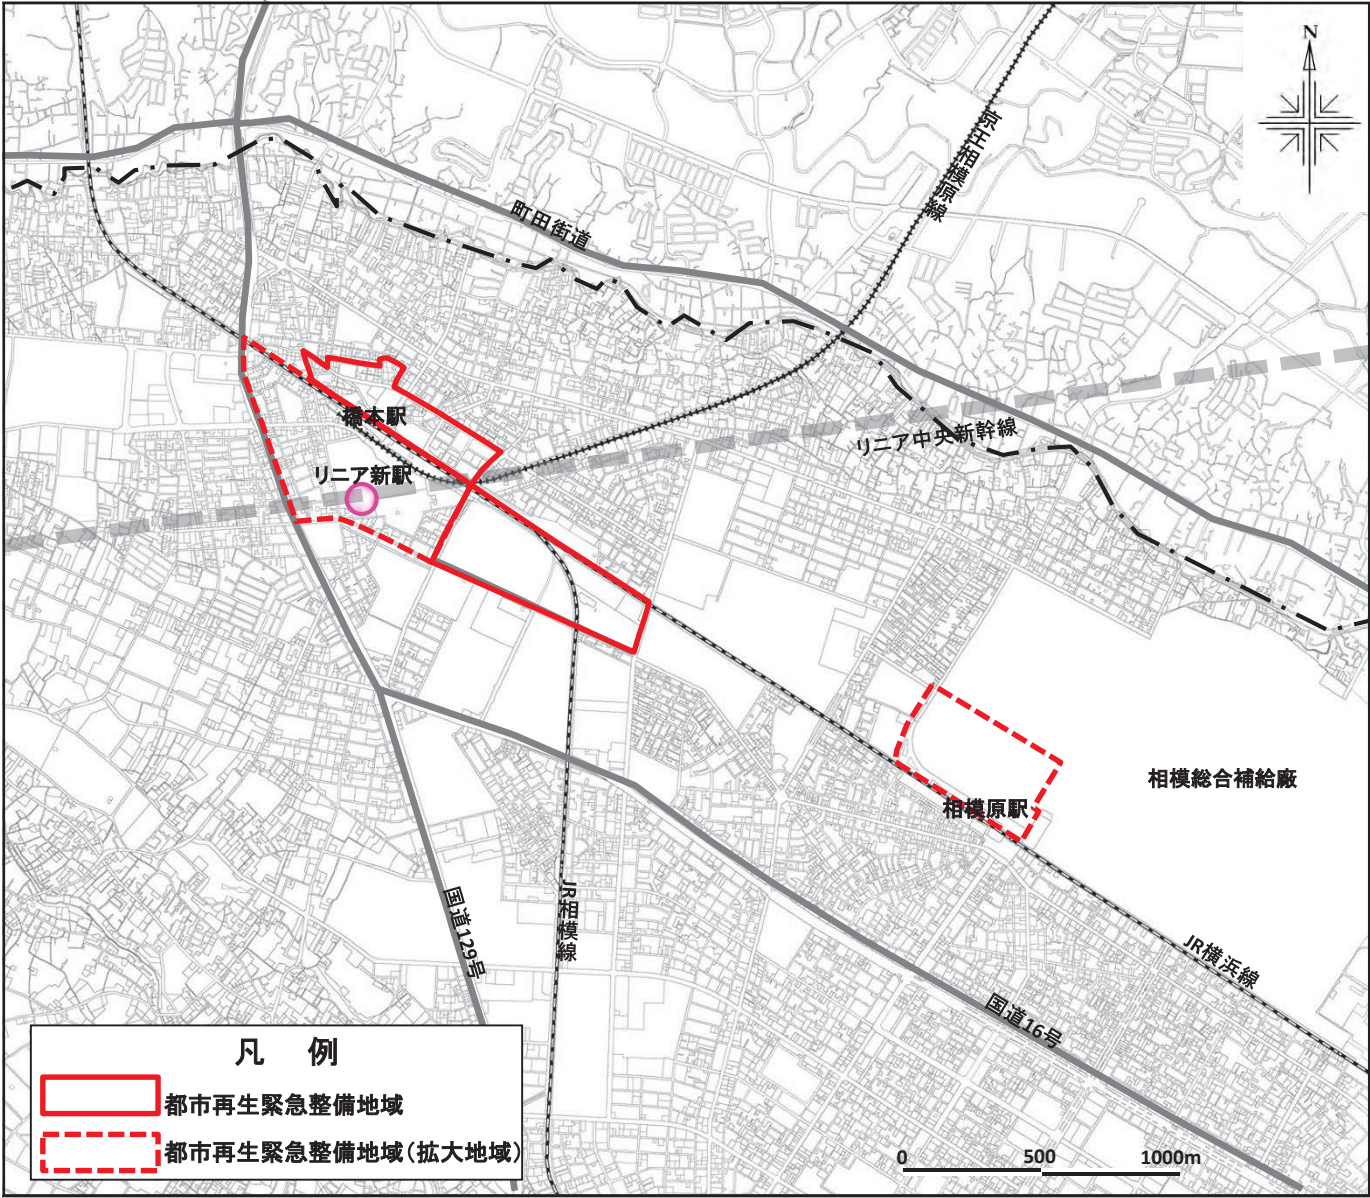 N
京王相模原線
町田街道
橋本駅
リニア中央新幹線
リニア新駅
相模総合補給廠
相模原駅
国道129号
JR相模線
JR横浜線
国道16号
凡 例
都市再生緊急整備地域
都市再生緊急整備地域(拡大地域)
0 500 1000m